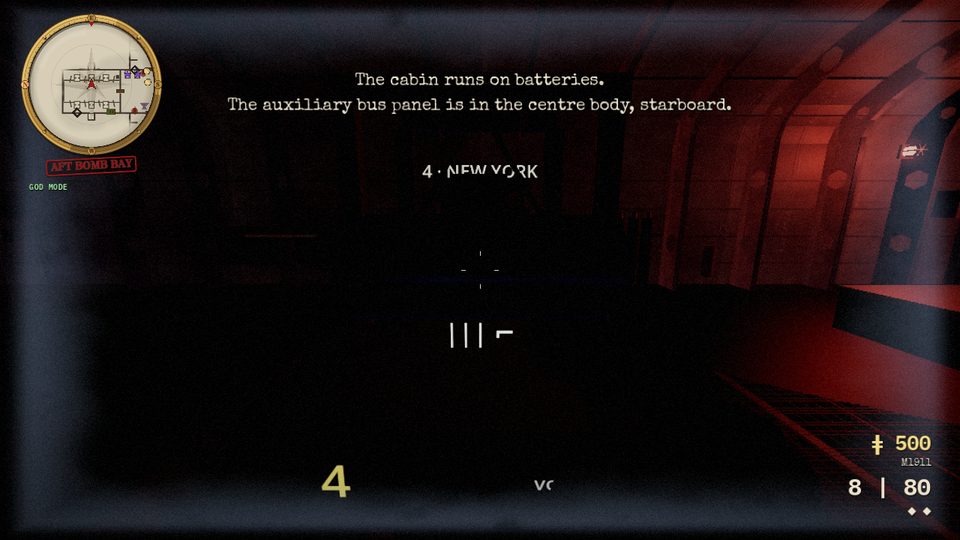 AFT BOMB BAY
GOD MODE
The cabin runs on batteries.
The auxiliary bus panel is in the centre body, starboard.
4 · NEW YORK
4
500
M1911
8 | 80